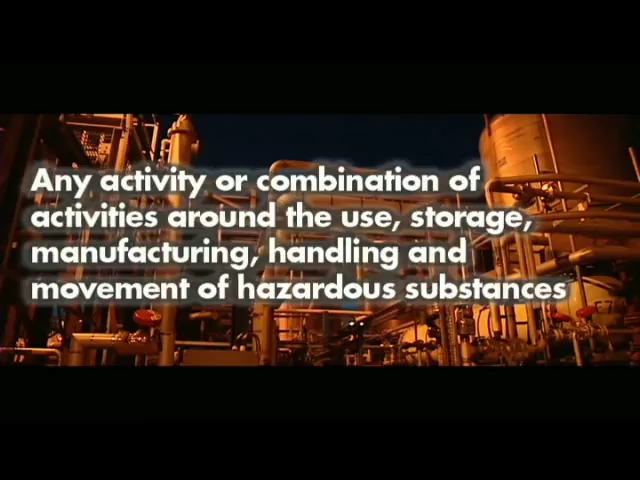 Any activity or combination of
activities around the use, storage,
manufacturing, handling and
movement of hazardous substances